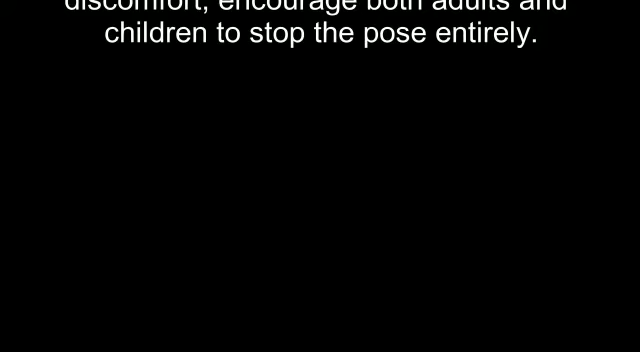 discomfort, encourage both adults and
children to stop the pose entirely.